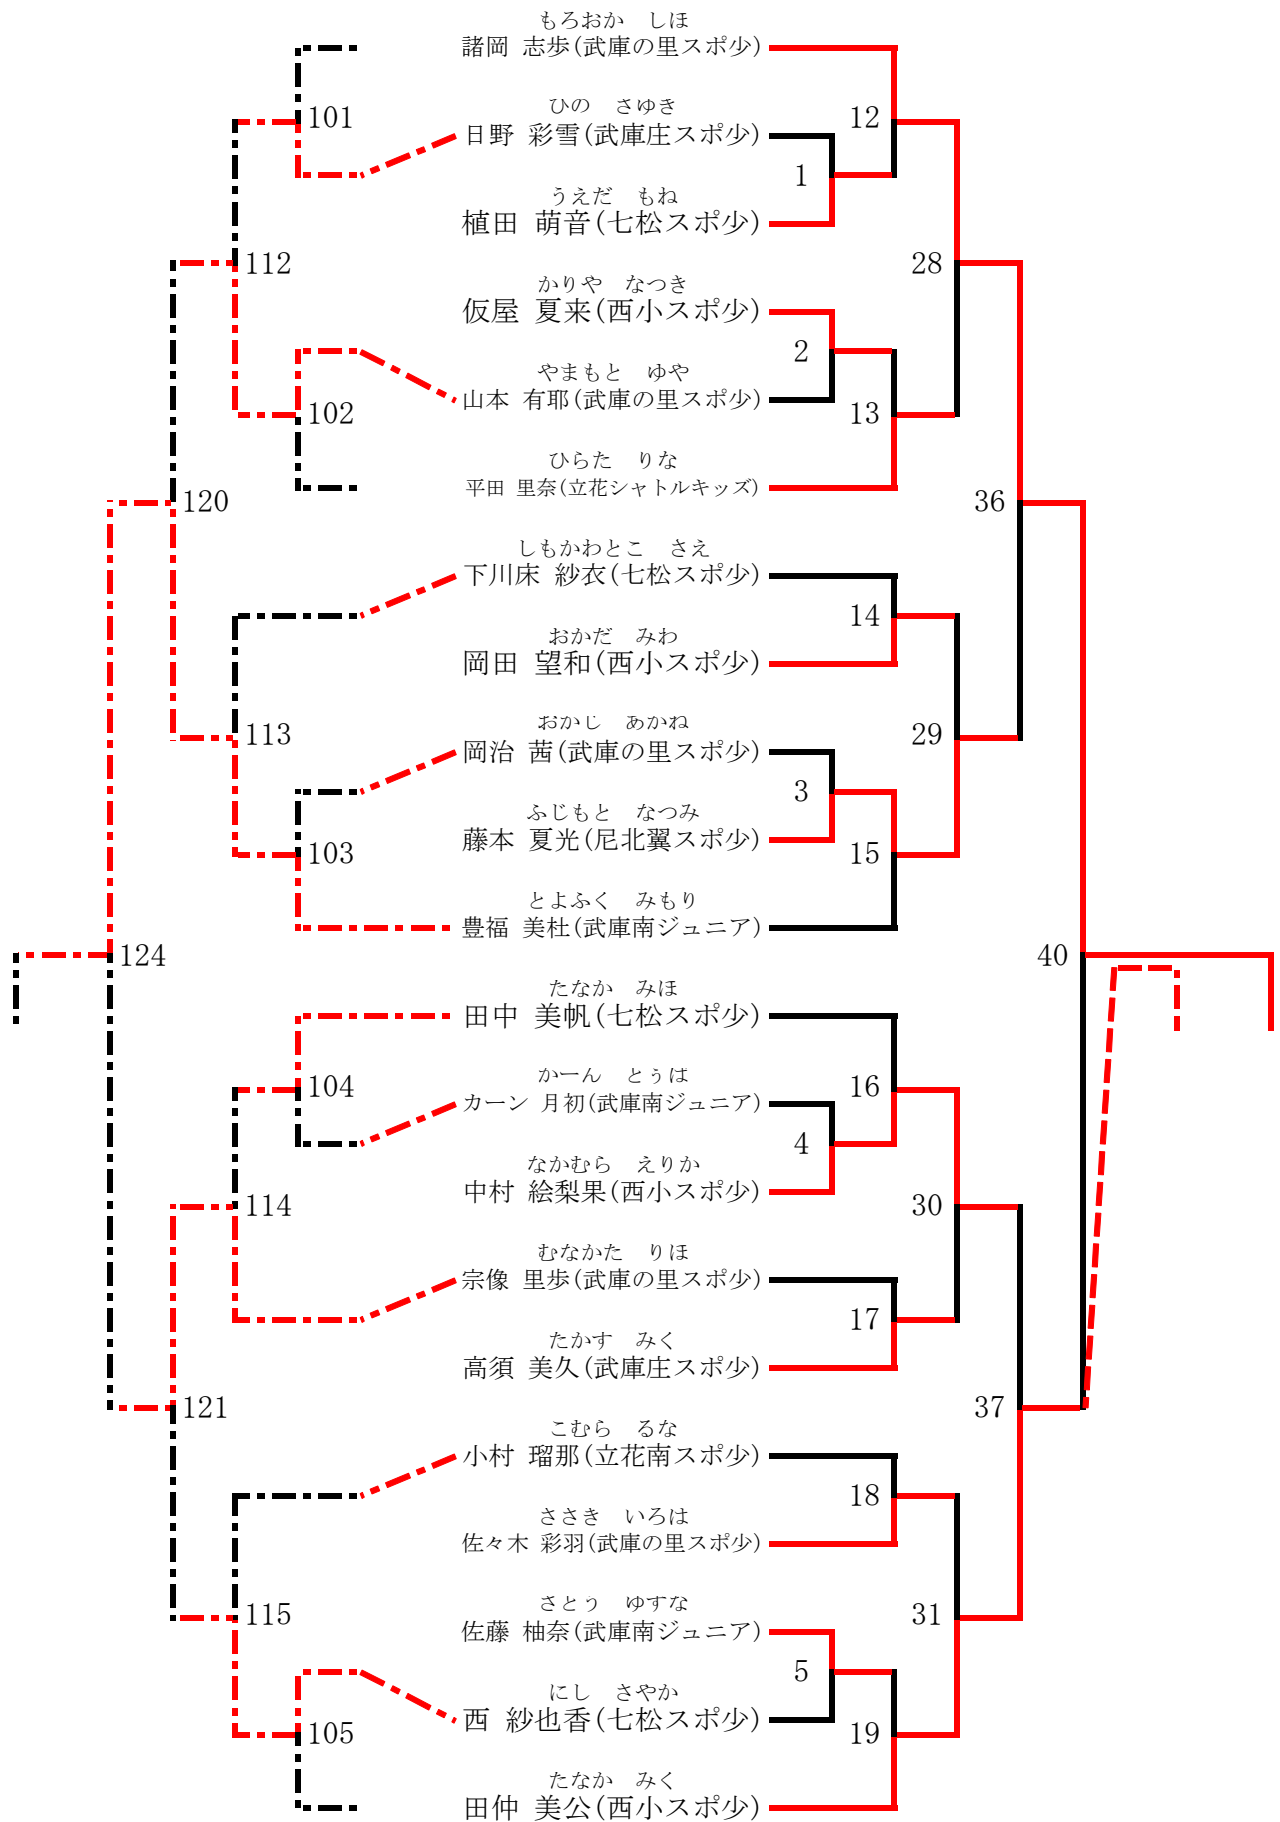 もろおか　しほ
諸岡 志歩(武庫の里スポ少)
101
12
ひの　さゆき
日野 彩雪(武庫庄スポ少)
1
うえだ　もね
植田 萌音(七松スポ少)
112
28
かりや　なつき
仮屋 夏来(西小スポ少)
2
やまもと　ゆや
山本 有耶(武庫の里スポ少)
102
13
ひらた　りな
平田 里奈(立花シャトルキッズ)
120
36
しもかわとこ　さえ
下川床 紗衣(七松スポ少)
14
おかだ　みわ
岡田 望和(西小スポ少)
113
29
おかじ　あかね
岡治 茜(武庫の里スポ少)
3
ふじもと　なつみ
藤本 夏光(尼北翼スポ少)
103
15
とよふく　みもり
豊福 美杜(武庫南ジュニア)
124
40
たなか　みほ
田中 美帆(七松スポ少)
104
16
かーん　とぅは
カーン 月初(武庫南ジュニア)
4
なかむら　えりか
中村 絵梨果(西小スポ少)
114
30
むなかた　りほ
宗像 里歩(武庫の里スポ少)
17
たかす　みく
高須 美久(武庫庄スポ少)
121
37
こむら　るな
小村 瑠那(立花南スポ少)
18
ささき　いろは
佐々木 彩羽(武庫の里スポ少)
115
31
さとう　ゆずな
佐藤 柚奈(武庫南ジュニア)
5
にし　さやか
西 紗也香(七松スポ少)
105
19
たなか　みく
田仲 美公(西小スポ少)